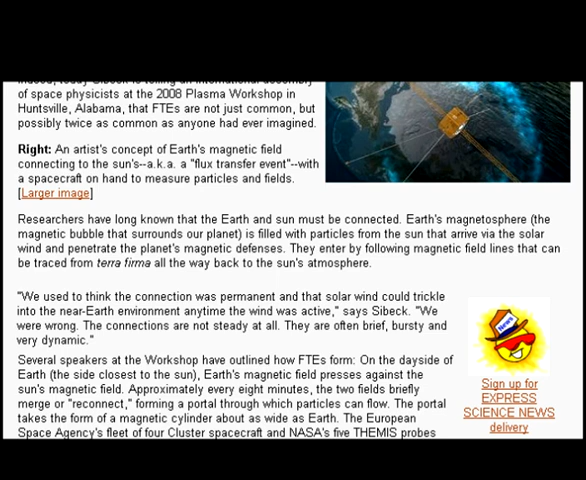 indeed, today Sibeck is telling an international assembly
of space physicists at the 2008 Plasma Workshop in
Huntsville, Alabama, that FTEs are not just common, but
possibly twice as common as anyone had ever imagined.
Right: An artist's concept of Earth's magnetic field
connecting to the sun's--a.k.a. a "flux transfer event"--with
a spacecraft on hand to measure particles and fields.
[Larger image]
Researchers have long known that the Earth and sun must be connected. Earth's magnetosphere (the
magnetic bubble that surrounds our planet) is filled with particles from the sun that arrive via the solar
wind and penetrate the planet's magnetic defenses. They enter by following magnetic field lines that can
be traced from terra firma all the way back to the sun's atmosphere.
"We used to think the connection was permanent and that solar wind could trickle
into the near-Earth environment anytime the wind was active," says Sibeck. "We
were wrong. The connections are not steady at all. They are often brief, bursty and
very dynamic."
Several speakers at the Workshop have outlined how FTEs form: On the dayside of
Earth (the side closest to the sun), Earth's magnetic field presses against the
sun's magnetic field. Approximately every eight minutes, the two fields briefly
merge or "reconnect," forming a portal through which particles can flow. The portal
takes the form of a magnetic cylinder about as wide as Earth. The European
Space Agency's fleet of four Cluster spacecraft and NASA's five THEMIS probes
News
Sign up for
EXPRESS
SCIENCE NEWS
delivery